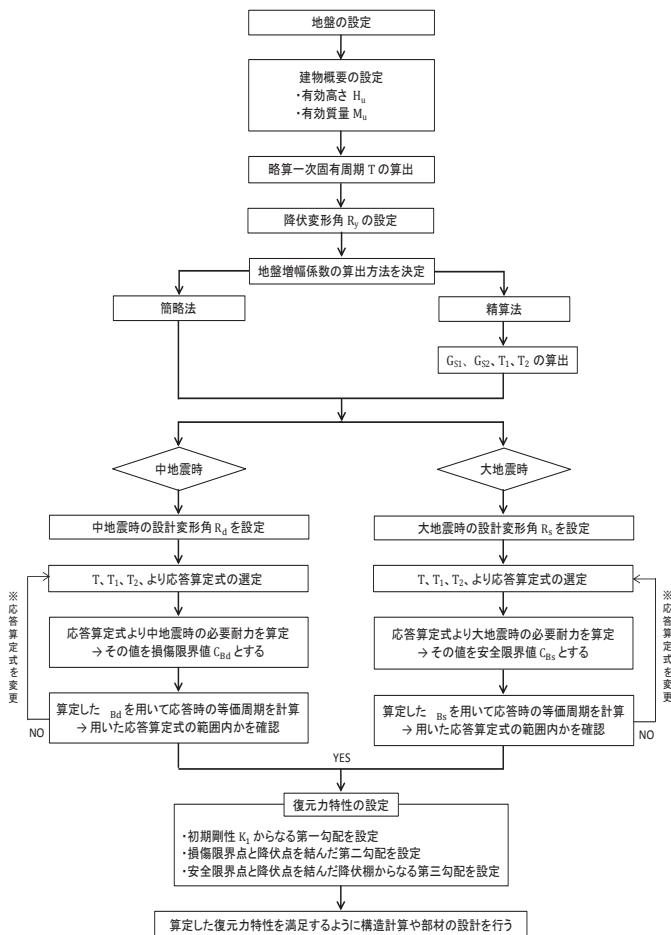 地盤の設定
建物概要の設定
・有効高さ Hu
・有効質量 Mu
略算一次固有周期 T の算出
降伏変形角 Ry の設定
地盤増幅係数の算出方法を決定
簡略法
精算法
GS1、GS2、T1、T2 の算出
中地震時
大地震時
中地震時の設計変形角 Rd を設定
大地震時の設計変形角 Rs を設定
T、T1、T2、より応答算定式の選定
T、T1、T2、より応答算定式の選定
※応答算定式を変更
※応答算定式を変更
応答算定式より中地震時の必要耐力を算定
→ その値を損傷限界値 CBd とする
応答算定式より大地震時の必要耐力を算定
→ その値を安全限界値 CBs とする
算定した Bd を用いて応答時の等価周期を計算
→ 用いた応答算定式の範囲内かを確認
算定した Bs を用いて応答時の等価周期を計算
→ 用いた応答算定式の範囲内かを確認
NO
NO
YES
復元力特性の設定
・初期剛性 K1 からなる第一勾配を設定
・損傷限界点と降伏点を結んだ第二勾配を設定
・安全限界点と降伏点を結んだ降伏棚からなる第三勾配を設定
算定した復元力特性を満足するように構造計算や部材の設計を行う